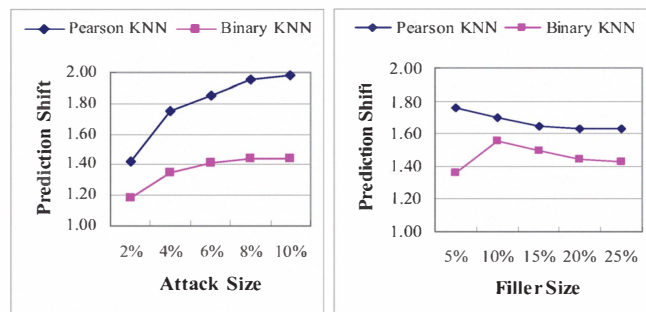 Pearson KNN Binary KNN
2.00
1.80
1.60
1.40
1.20
1.00
Prediction Shift
2% 4% 6% 8% 10%
Attack Size
Pearson KNN Binary KNN
2.00
1.80
1.60
1.40
1.20
1.00
Prediction Shift
5% 10% 15% 20% 25%
Filler Size